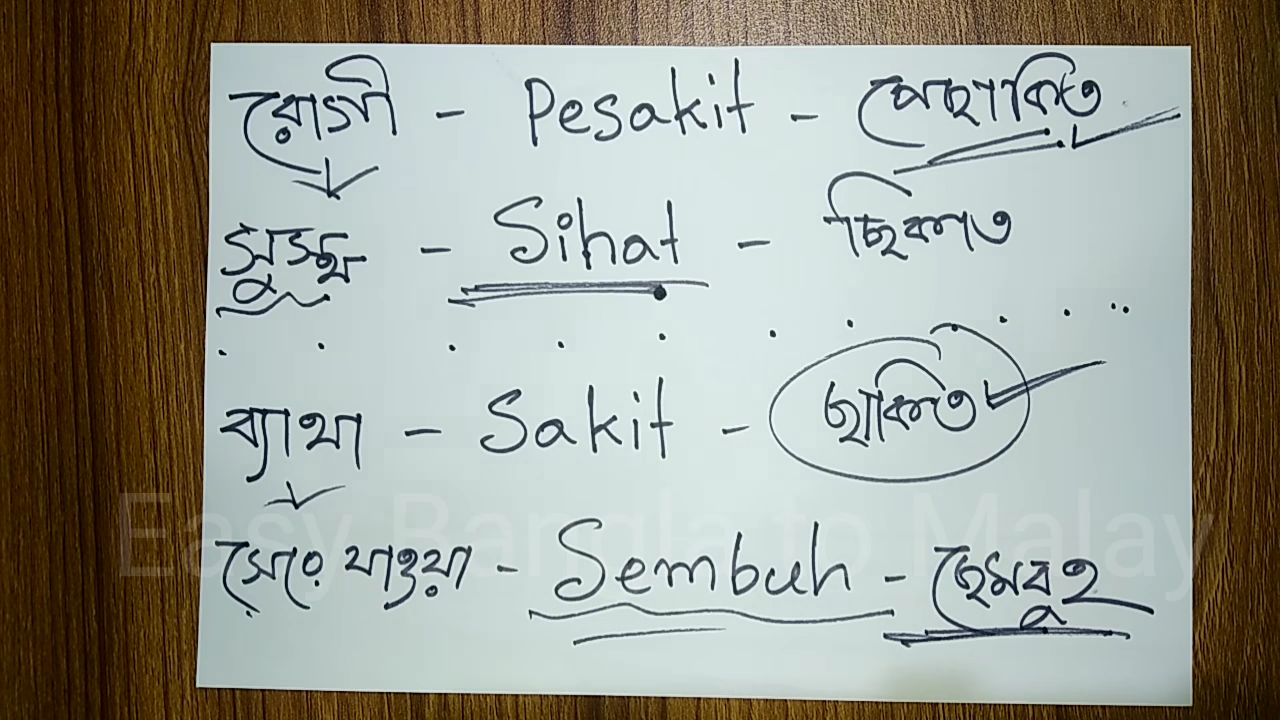 রোগী - Pesakit - পেছাকিত
সুস্থ - Sihat - ছিহাত
ব্যাথা - Sakit - ছাকিত
সেরে যাওয়া - Sembuh - ছেমবুহ
Easy Bangla to Malay